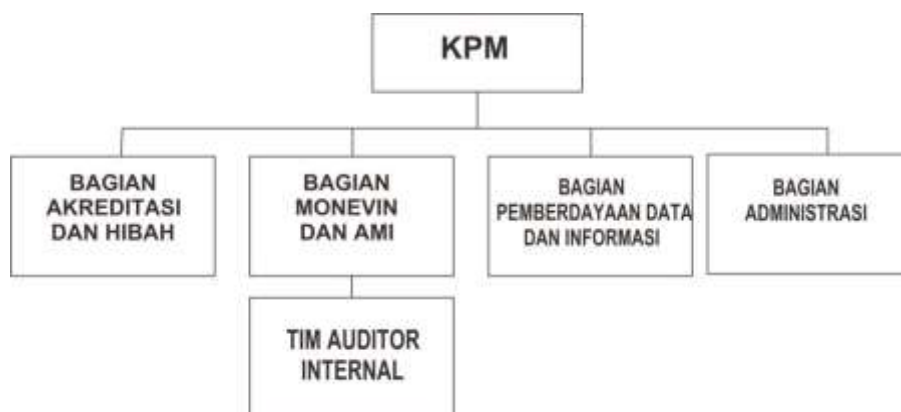 KPM
BAGIAN
AKREDITASI
DAN HIBAH
BAGIAN
MONEVIN
DAN AMI
BAGIAN
PEMBERDAYAAN DATA
DAN INFORMASI
BAGIAN
ADMINISTRASI
TIM AUDITOR
INTERNAL